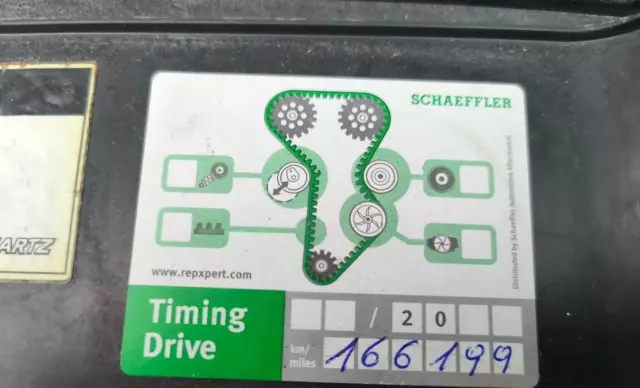 SCHAEFFLER
Distributed by Schaeffler Automotive Aftermarket
ARTZ
www.repxpert.com
Timing
Drive
/ 20
km/
miles
166199